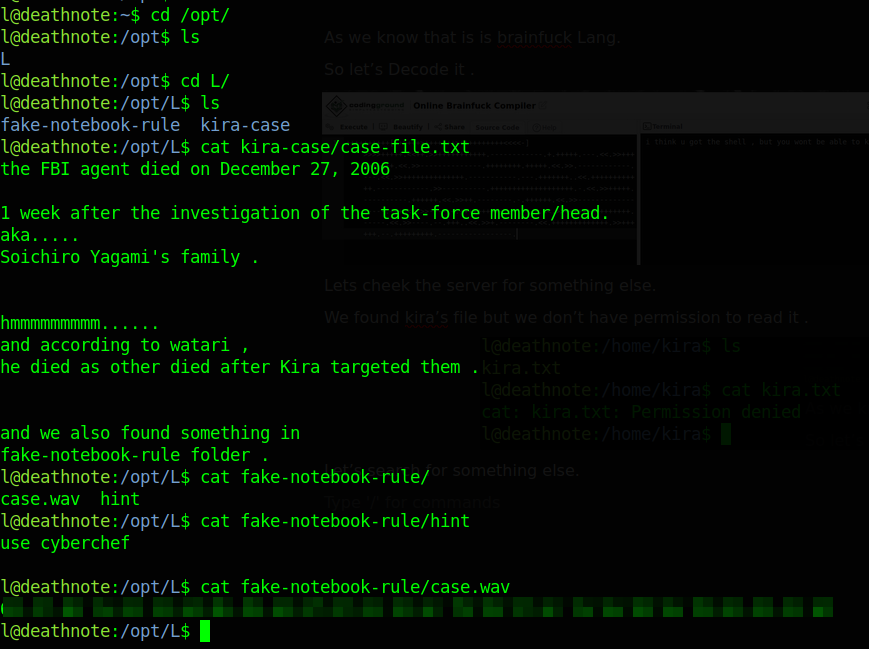 l@deathnote:~$ cd /opt/
l@deathnote:/opt$ ls
As we know that is is brainfuck Lang.
L
So let's Decode it .
l@deathnote:/opt$ cd L/
l@deathnote:/opt/L$ ls
Online Brainfuck Compiler
fake-notebook-rule  kira-case
l@deathnote:/opt/L$ cat kira-case/case-file.txt
the FBI agent died on December 27, 2006
1 week after the investigation of the task-force member/head.
aka.....
Soichiro Yagami's family .
Lets cheek the server for something else.
We found kira's file but we don't have permission to read it .
hmmmmmmmmm......
and according to watari ,
he died as other died after Kira targeted them .
l@deathnote:/home/kira$ ls
kira.txt
l@deathnote:/home/kira$ cat kira.txt
cat: kira.txt: Permission denied
l@deathnote:/home/kira$
and we also found something in
fake-notebook-rule folder .
Let's search for something else.
l@deathnote:/opt/L$ cat fake-notebook-rule/
case.wav  hint
Type / for commands
l@deathnote:/opt/L$ cat fake-notebook-rule/hint
use cyberchef
l@deathnote:/opt/L$ cat fake-notebook-rule/case.wav
l@deathnote:/opt/L$